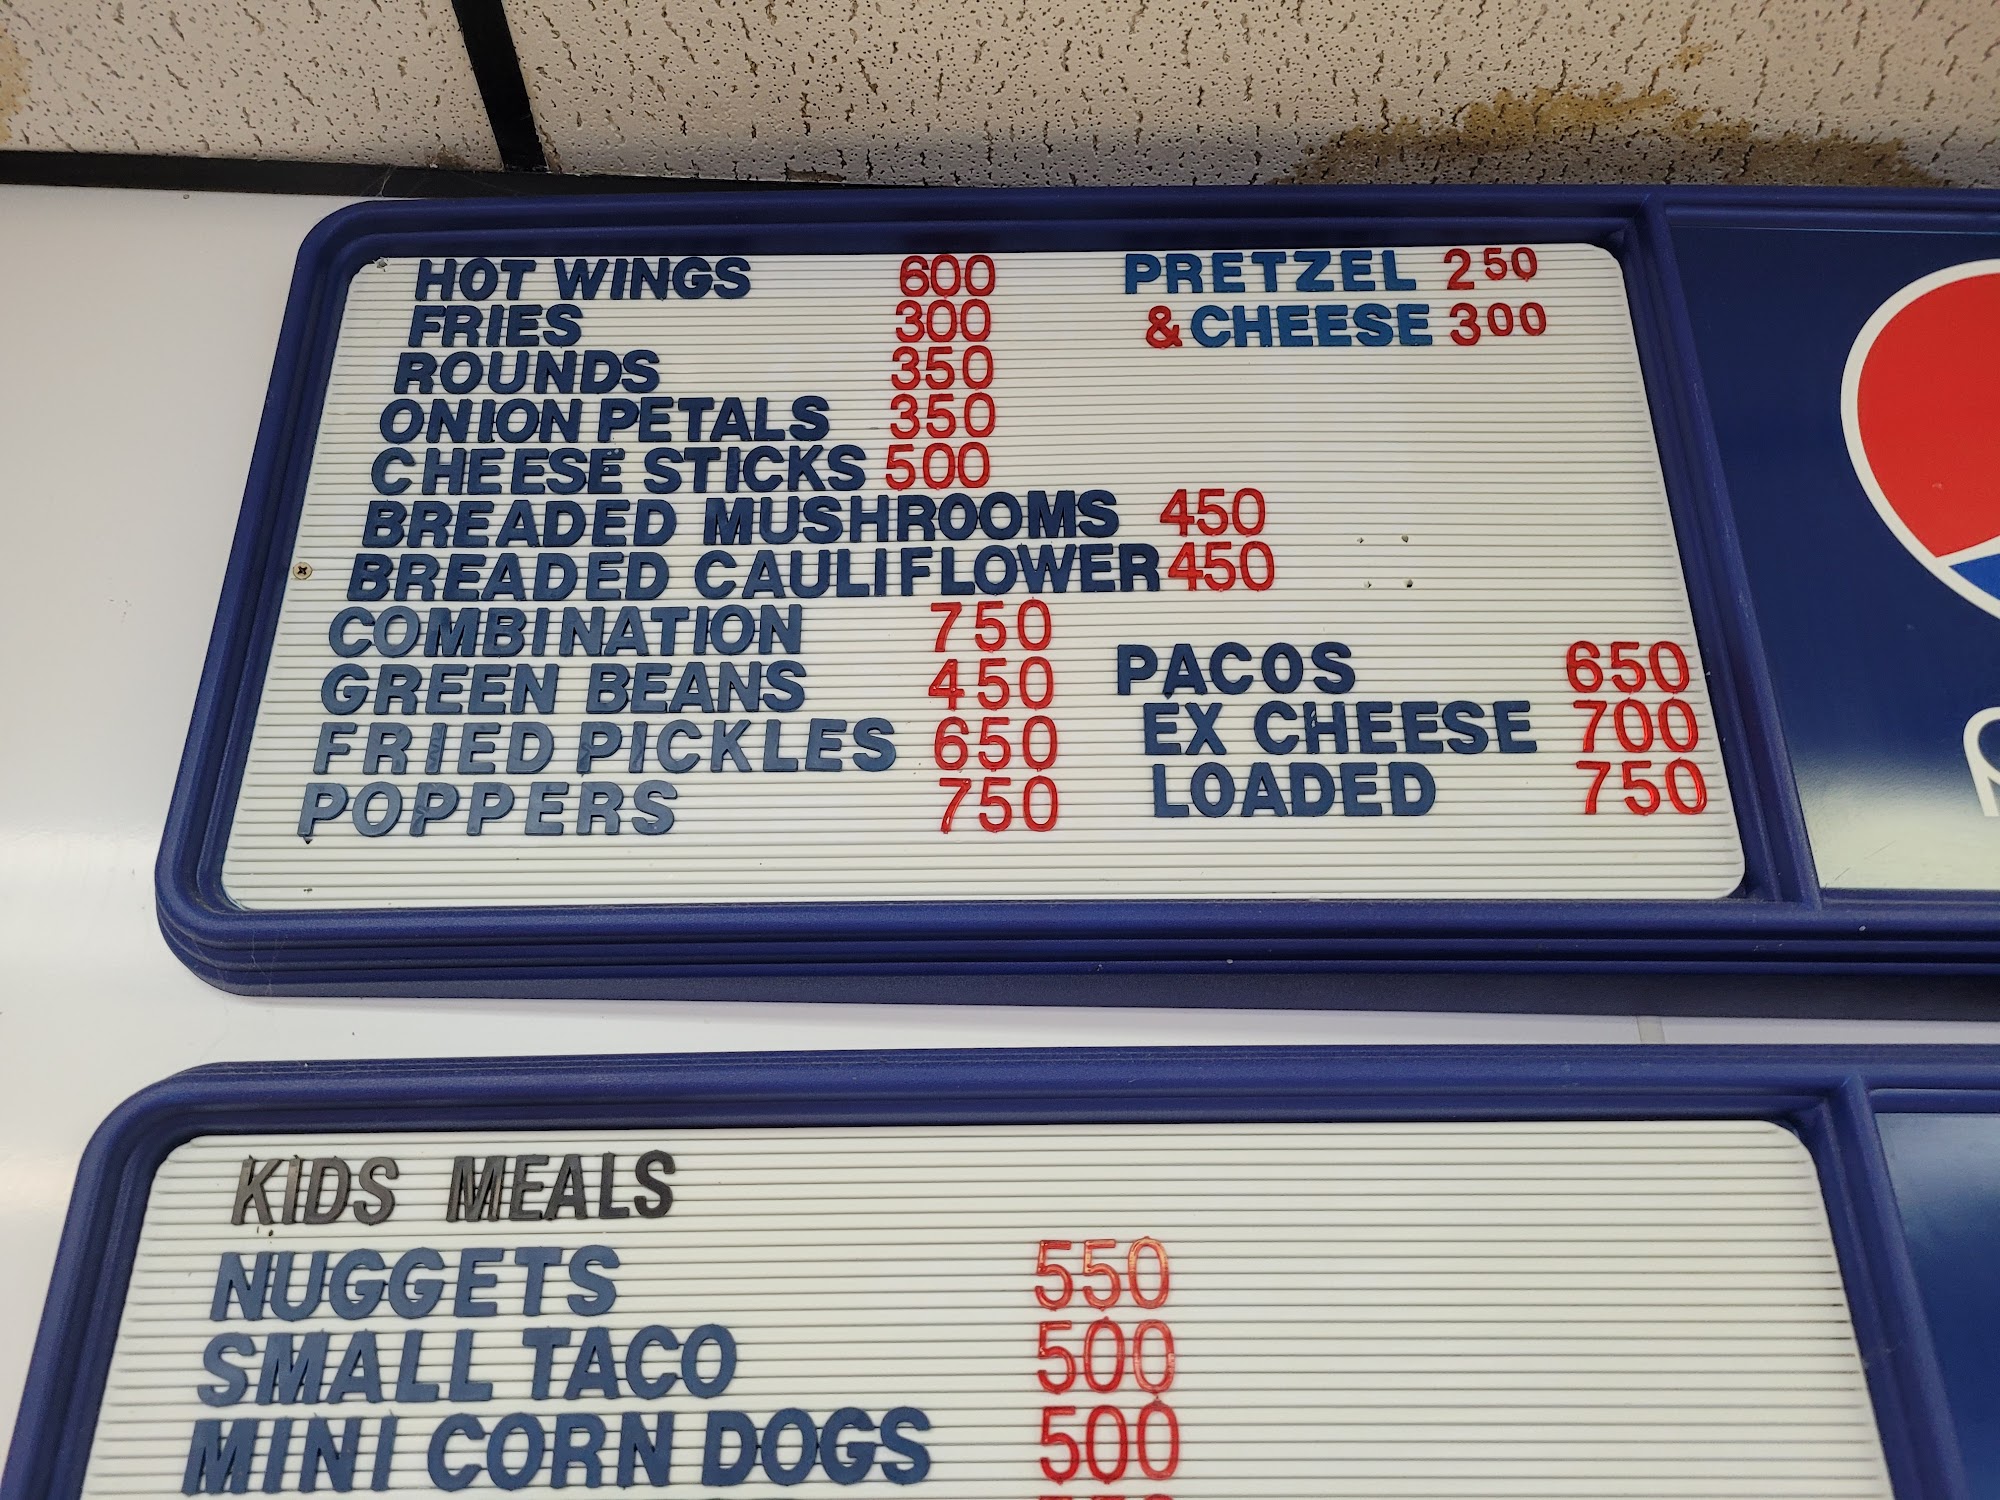 HOT WINGS 600
FRIES 300
ROUNDS 350
ONION PETALS 350
CHEESE STICKS 500
BREADED MUSHROOMS 450
BREADED CAULIFLOWER 450
COMBINATION 750
GREEN BEANS 450
FRIED PICKLES 650
POPPERS 750
PRETZEL 250
& CHEESE 300
PACOS 650
EX CHEESE 700
LOADED 750
KIDS MEALS
NUGGETS 550
SMALL TACO 500
MINI CORN DOGS 500